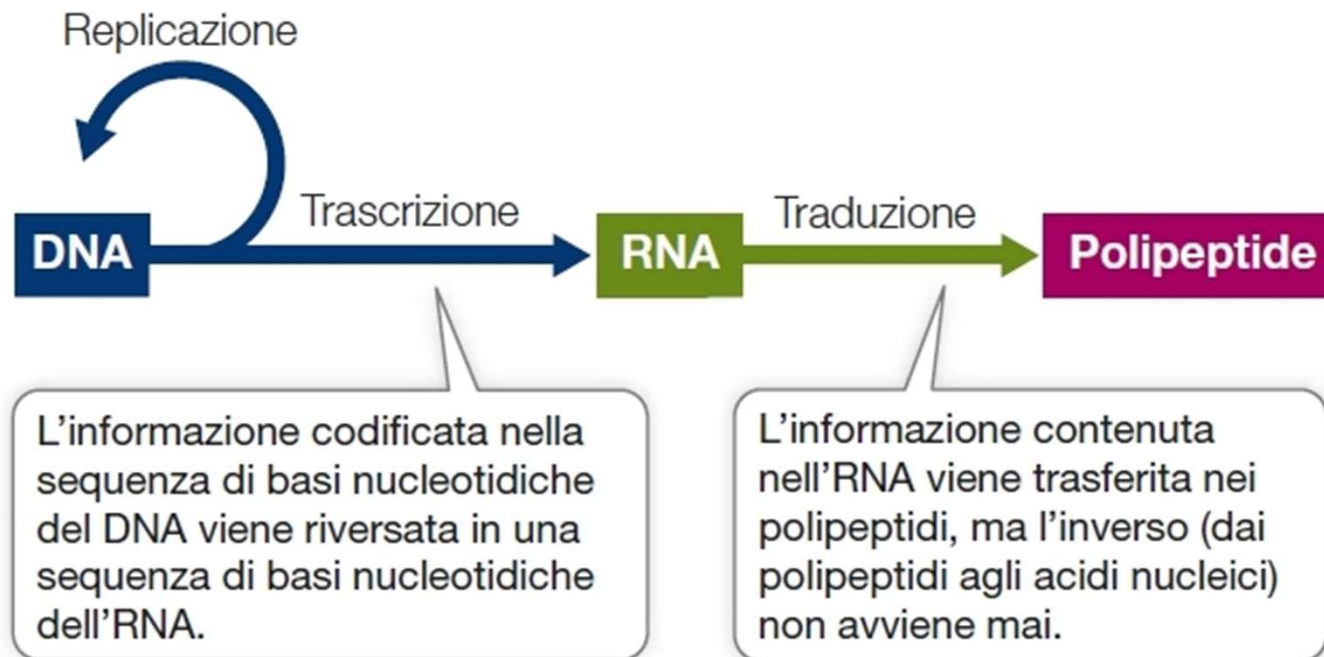 Replicazione
DNA
Trascrizione
RNA
Traduzione
Polipeptide
L'informazione codificata nella
sequenza di basi nucleotidiche
del DNA viene riversata in una
sequenza di basi nucleotidiche
dell'RNA.
L'informazione contenuta
nell'RNA viene trasferita nei
polipeptidi, ma l'inverso (dai
polipeptidi agli acidi nucleici)
non avviene mai.